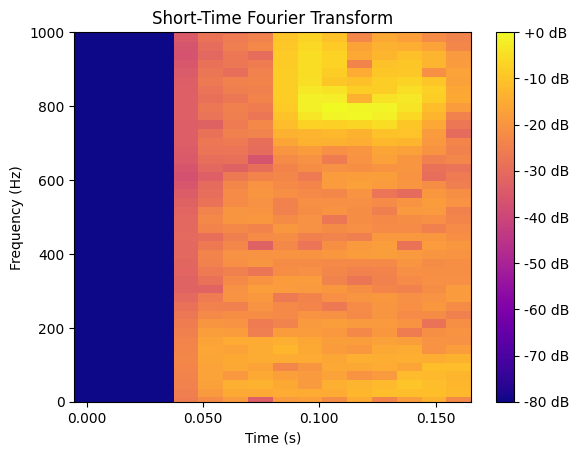 Short-Time Fourier Transform
1000
800
600
400
200
0
Frequency (Hz)
0.000
0.050
0.100
0.150
Time (s)
+0 dB
-10 dB
-20 dB
-30 dB
-40 dB
-50 dB
-60 dB
-70 dB
-80 dB